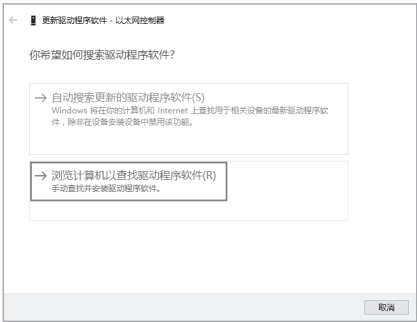 更新驱动程序软件 - 以太网控制器
你希望如何搜索驱动程序软件?
自动搜索更新的驱动程序软件(S)
Windows 将在你的计算机和 Internet 上查找用于相关设备的最新驱动程序软
件，除非在设备安装设备中禁用该功能。
浏览计算机以查找驱动程序软件(R)
手动查找并安装驱动程序软件。
取消